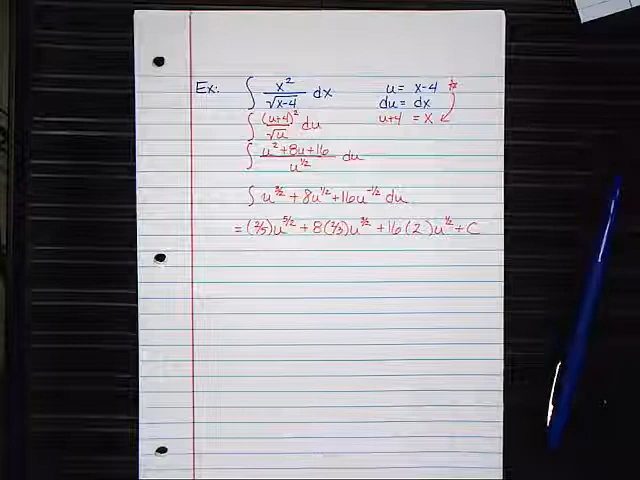 Ex: ∫ x²/√(x-4) dx u = x-4
du = dx
∫ (u+4)²/√u du u+4 = x
∫ (u²+8u+16)/u^(1/2) du
∫ u^(3/2) + 8u^(1/2) + 16u^(-1/2) du
= (2/5)u^(5/2) + 8(2/3)u^(3/2) + 16(2)u^(1/2) + C